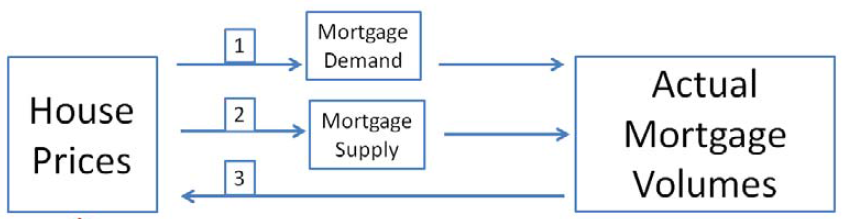 House
Prices
1
Mortgage
Demand
2
Mortgage
Supply
3
Actual
Mortgage
Volumes